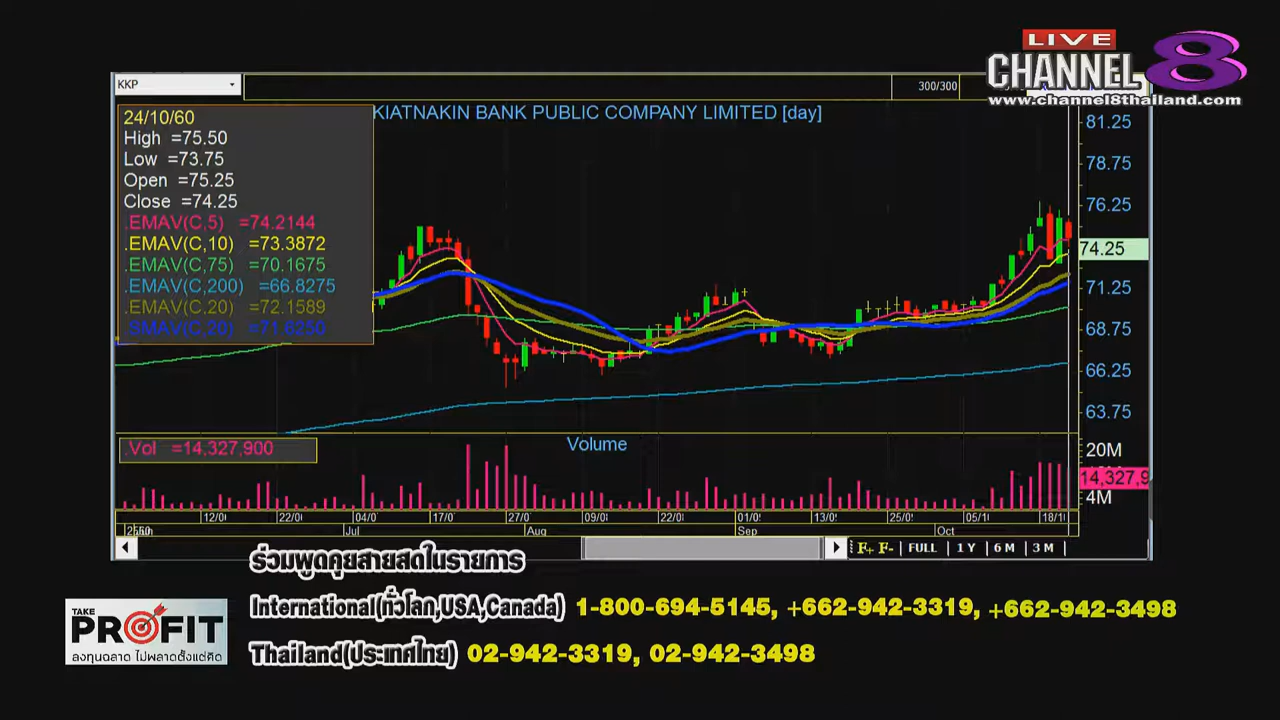 LIVE
CHANNEL 8
www.channel8thailand.com
KKP
300/300
KIATNAKIN BANK PUBLIC COMPANY LIMITED [day]
24/10/60
High =75.50
Low =73.75
Open =75.25
Close =74.25
.EMAV(C,5) =74.2144
.EMAV(C,10) =73.3872
.EMAV(C,75) =70.1675
.EMAV(C,200) =66.8275
.EMAV(C,20) =72.1589
SMAV(C,20) =71.6250
81.25
78.75
76.25
74.25
71.25
68.75
66.25
63.75
.Vol =14,327,900
Volume
20M
14,327,9
4M
12/0 22/0 04/0 17/0 27/0 09/0 22/0 01/0 13/0 25/0 05/1 18/1
Jul Aug Sep Oct
F+ F- FULL 1 Y 6 M 3 M
ร่วมพูดคุยสายสดในรายการ
International(ทั่วโลก,USA,Canada) 1-800-694-5145, +662-942-3319, +662-942-3498
Thailand(ประเทศไทย) 02-942-3319, 02-942-3498
TAKE
PROFIT
ลงทุนฉลาด ไม่พลาดตั้งแต่คิด